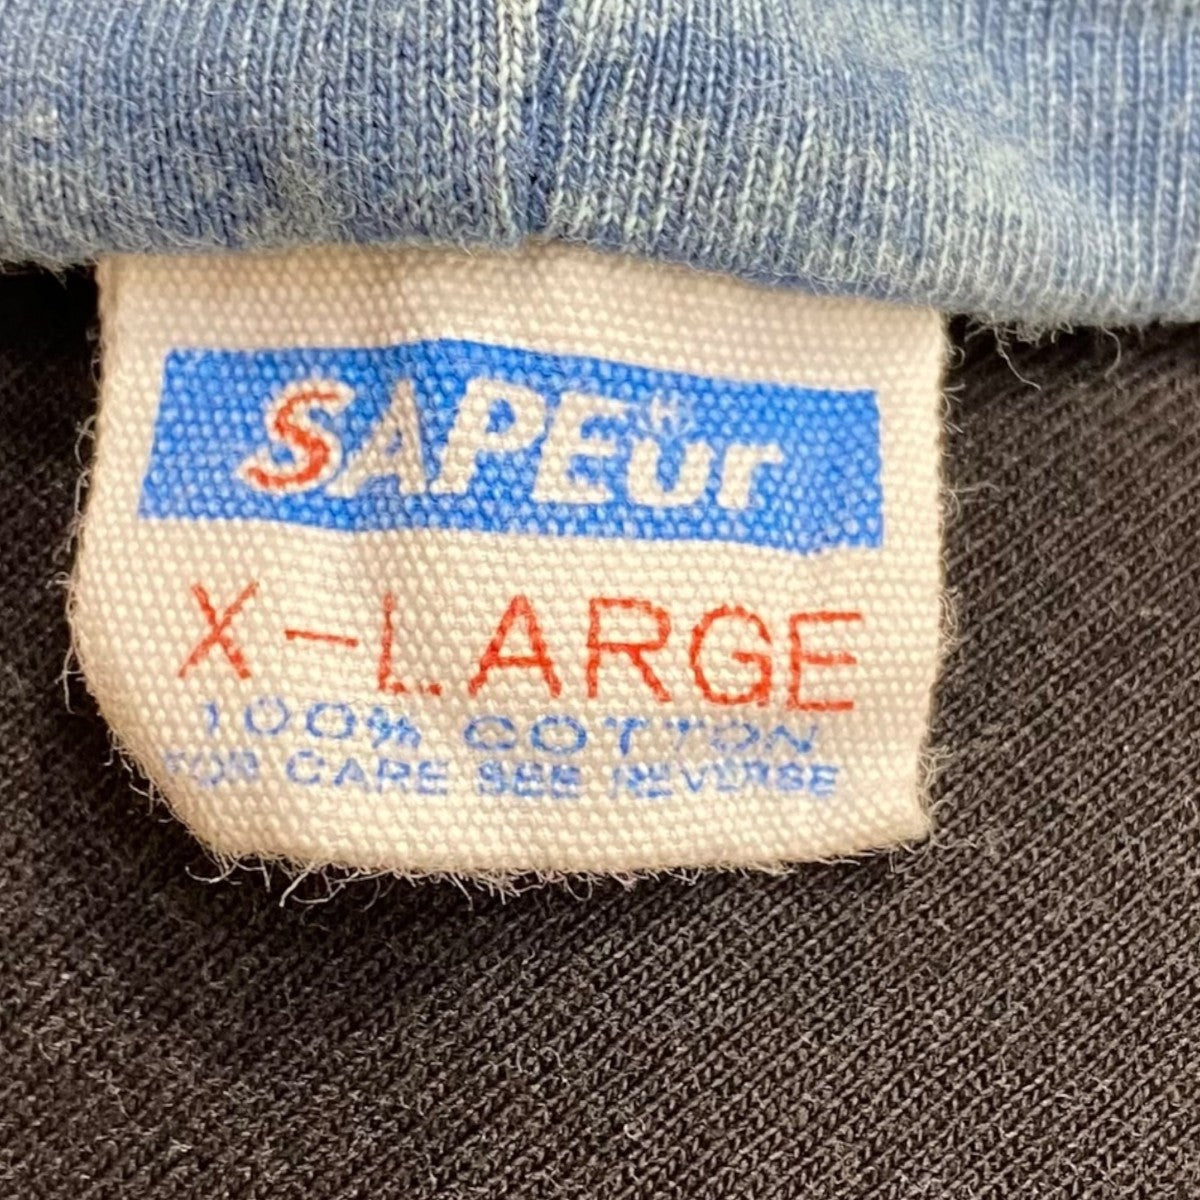 SAPEur
X-LARGE
100% COTTON
FOR CARE SEE REVERSE